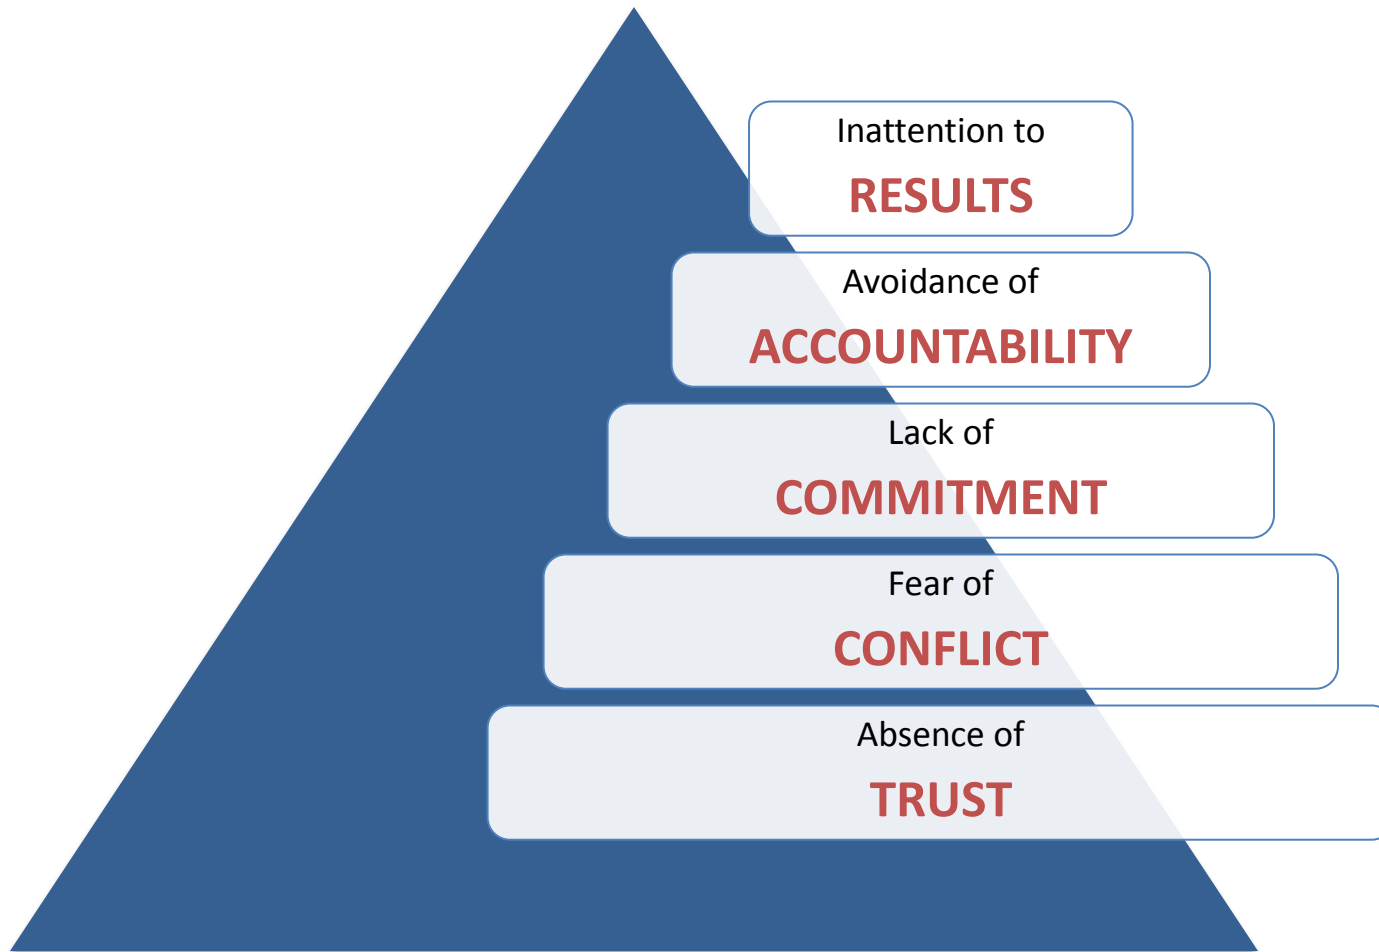 Inattention to
RESULTS
Avoidance of
ACCOUNTABILITY
Lack of
COMMITMENT
Fear of
CONFLICT
Absence of
TRUST